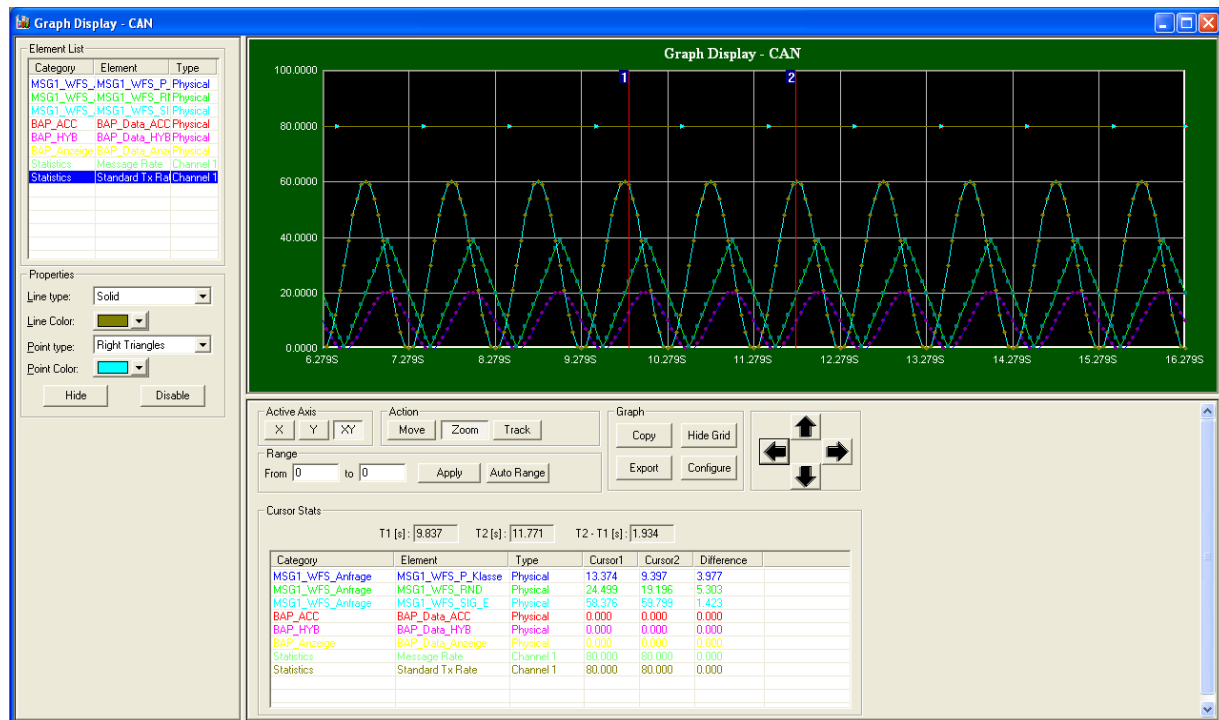 Graph Display - CAN
Element List
Category Element Type
MSG1_WFS_. MSG1_WFS_P_ Physical
MSG1_WFS_. MSG1_WFS_RI Physical
MSG1_WFS_. MSG1_WFS_SI Physical
BAP_ACC BAP_Data_ACC Physical
BAP_HYB BAP_Data_HYB Physical
BAP_Anzeige BAP_Data_Anz Physical
Statistics Message Rate Channel 1
Statistics Standard Tx Ra Channel 1
Properties
Line type: Solid
Line Color:
Point type: Right Triangles
Point Color:
Hide Disable
Graph Display - CAN
100.0000
80.0000
60.0000
40.0000
20.0000
0.0000
1 2
6.279S 7.279S 8.279S 9.279S 10.279S 11.279S 12.279S 13.279S 14.279S 15.279S 16.279S
Active Axis
X Y XY
Action
Move Zoom Track
Range
From 0 to 0 Apply Auto Range
Graph
Copy Hide Grid
Export Configure
Cursor Stats
T1 [s] : 9.837 T2 [s] : 11.771 T2 - T1 [s] : 1.934
Category Element Type Cursor1 Cursor2 Difference
MSG1_WFS_Anfrage MSG1_WFS_P_Klasse Physical 13.374 9.397 3.977
MSG1_WFS_Anfrage MSG1_WFS_RND Physical 24.499 19.196 5.303
MSG1_WFS_Anfrage MSG1_WFS_SIG_E Physical 58.376 59.799 1.423
BAP_ACC BAP_Data_ACC Physical 0.000 0.000 0.000
BAP_HYB BAP_Data_HYB Physical 0.000 0.000 0.000
BAP_Anzeige BAP_Data_Anzeige Physical 0.000 0.000 0.000
Statistics Message Rate Channel 1 80.000 80.000 0.000
Statistics Standard Tx Rate Channel 1 80.000 80.000 0.000